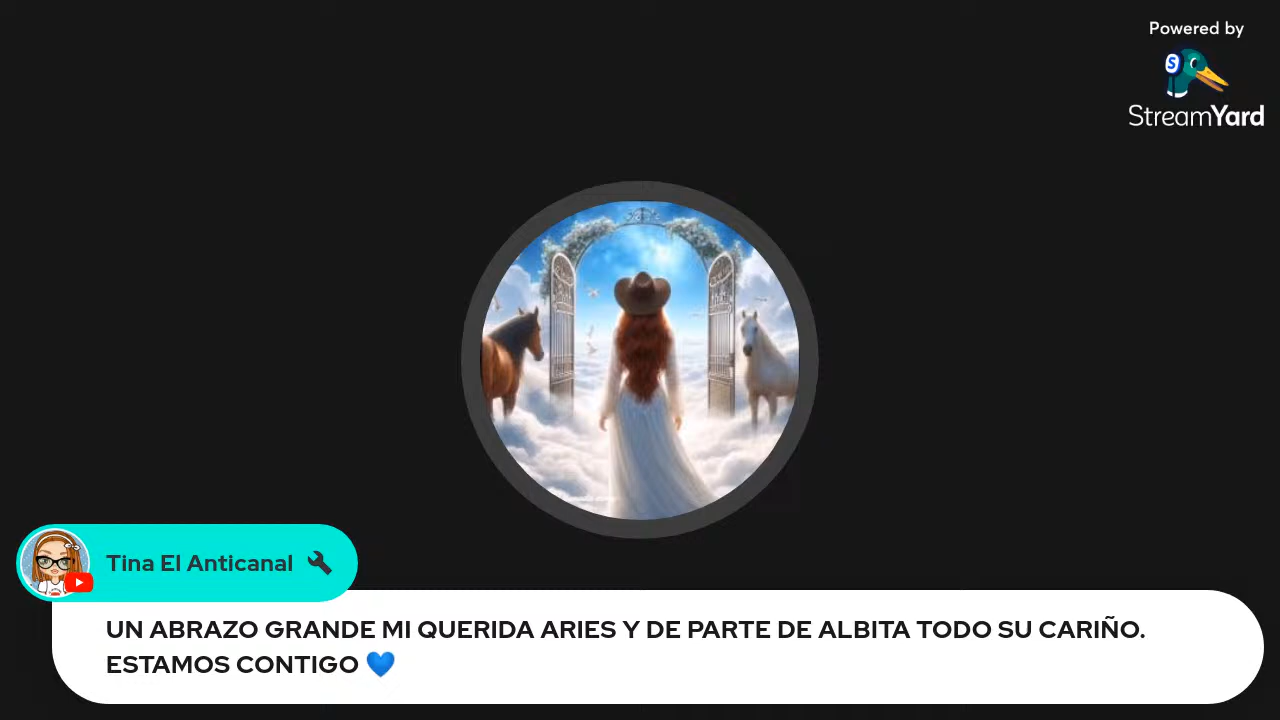 Powered by
S
StreamYard
Tina El Anticanal
UN ABRAZO GRANDE MI QUERIDA ARIES Y DE PARTE DE ALBITA TODO SU CARIÑO.
ESTAMOS CONTIGO 💙